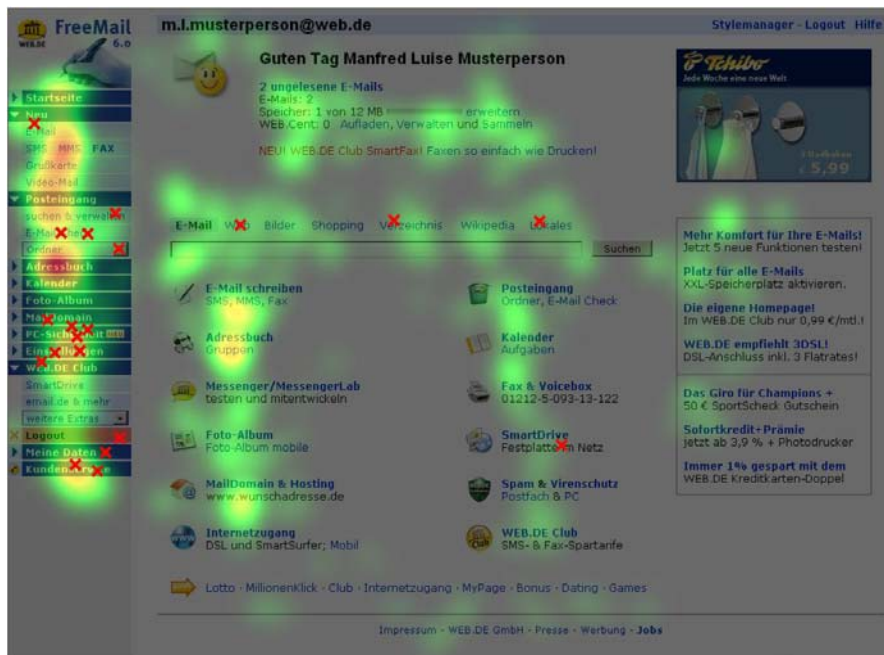 WEB.DE
FreeMail
6.0
m.l.musterperson@web.de
Stylemanager - Logout Hilfe
Guten Tag Manfred Luise Musterperson
2 ungelesene E-Mails
E-Mails: 2
Speicher: 1 von 12 MB erweitern
WEB.Cent: 0 Aufladen, Verwalten und Sammeln
NEU! WEB.DE Club SmartFax! Faxen so einfach wie Drucken!
Tchibo
Jede Woche eine neue Welt
€ 5,99
Startseite
Neu
E-Mail
SMS MMS FAX
Grußkarte
Video-Mail
Posteingang
suchen & verwalten
Ordner
Adressbuch
Kalender
Foto-Album
MailDomain
PC-Sicherheit NEU
Einstellungen
WEB.DE Club
SmartDrive
email.de & mehr
weitere Extras
Logout
Meine Daten
E-Mail Web Bilder Shopping Verzeichnis Wikipedia Lokales
Suchen
E-Mail schreiben
SMS, MMS, Fax
Posteingang
Ordner, E-Mail Check
Adressbuch
Gruppen
Kalender
Aufgaben
Messenger/MessengerLab
testen und mitentwickeln
Fax & Voicebox
01212-5-093-13-122
Foto-Album
Foto-Album mobile
SmartDrive
Festplatte im Netz
MailDomain & Hosting
www.wunschadresse.de
Spam & Virenschutz
Postfach & PC
Internetzugang
DSL und SmartSurfer; Mobil
WEB.DE Club
SMS- & Fax-Spartarife
Mehr Komfort für Ihre E-Mails!
Jetzt 5 neue Funktionen testen!
Platz für alle E-Mails
XXL-Speicherplatz aktivieren.
Die eigene Homepage!
Im WEB.DE Club nur 0,99 €/mtl.!
WEB.DE empfiehlt 3DSL!
DSL-Anschluss inkl. 3 Flatrates!
Das Giro für Champions +
50 € SportScheck Gutschein
Sofortkredit+Prämie
jetzt ab 3,9 % + Photodrucker
Immer 1% gespart mit dem
WEB.DE Kreditkarten-Doppel
Lotto · MillionenKlick · Club · Internetzugang · MyPage · Bonus · Dating · Games
Impressum - WEB.DE GmbH - Presse - Werbung - Jobs